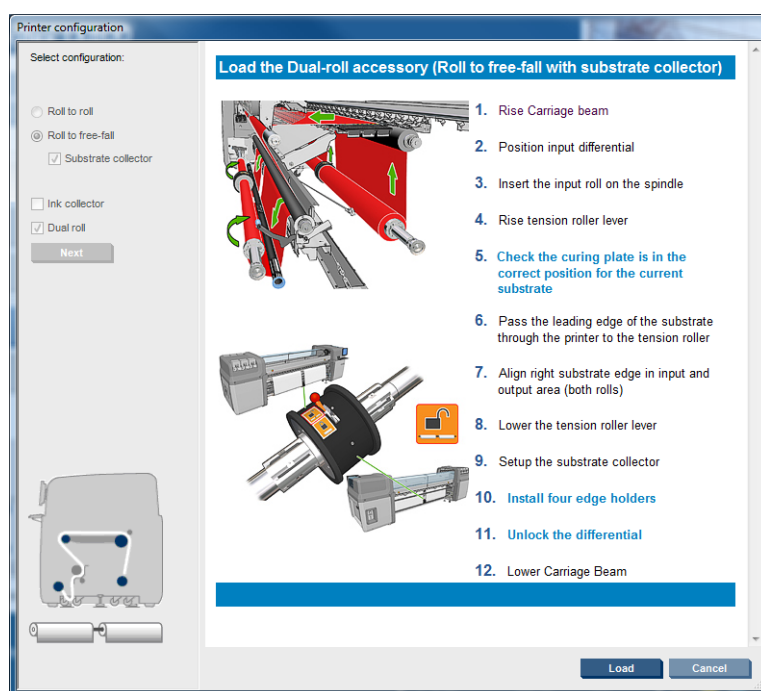 Printer configuration
Select configuration:
Roll to roll
Roll to free-fall
Substrate collector
Ink collector
Dual roll
Next
Load the Dual-roll accessory (Roll to free-fall with substrate collector)
1. Rise Carriage beam
2. Position input differential
3. Insert the input roll on the spindle
4. Rise tension roller lever
5. Check the curing plate is in the
correct position for the current
substrate
6. Pass the leading edge of the substrate
through the printer to the tension roller
7. Align right substrate edge in input and
output area (both rolls)
8. Lower the tension roller lever
9. Setup the substrate collector
10. Install four edge holders
11. Unlock the differential
12. Lower Carriage Beam
Load
Cancel